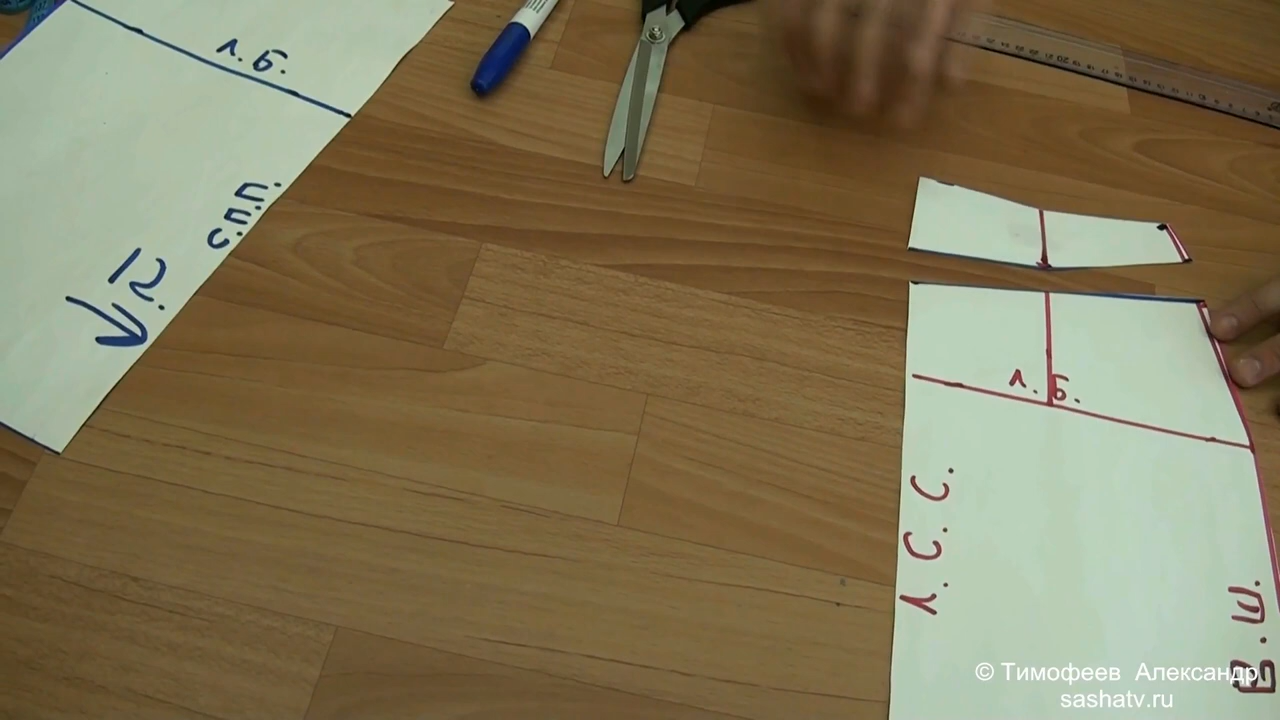 л. б.
с.п.п.
л. б.
л. с. с.
в. ш.
© Тимофеев Александр
sashatv.ru